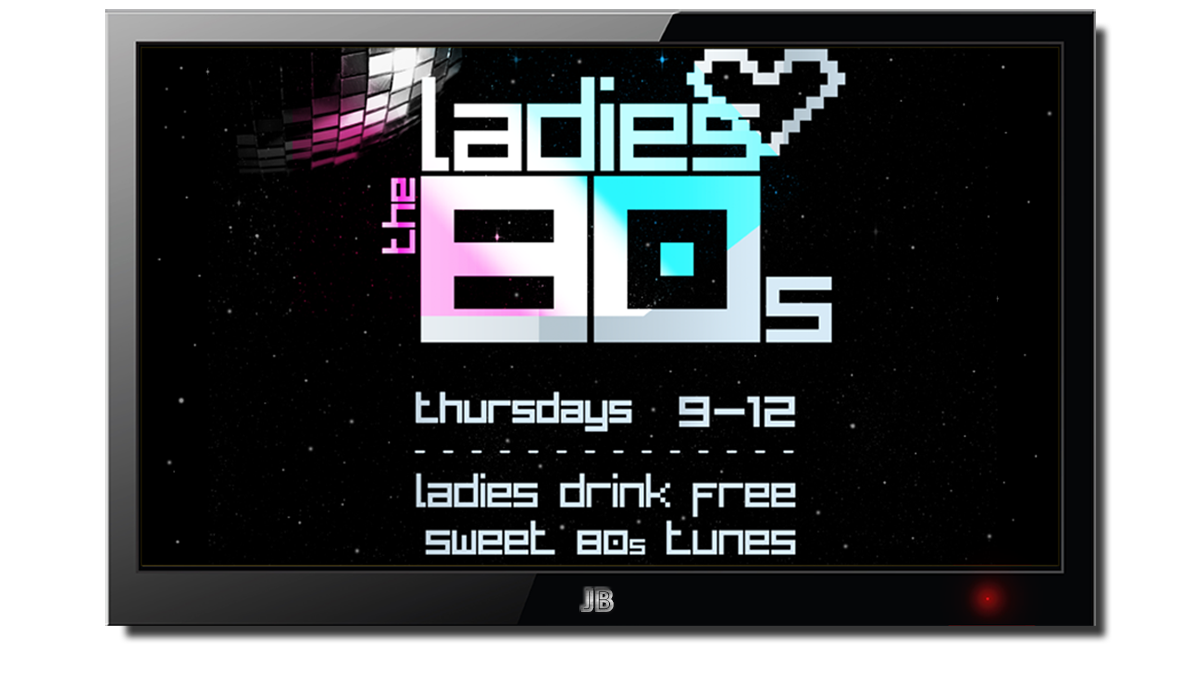 ladies
the
80s
thursdays 9-12
ladies drink free
sweet 80s tunes
JB